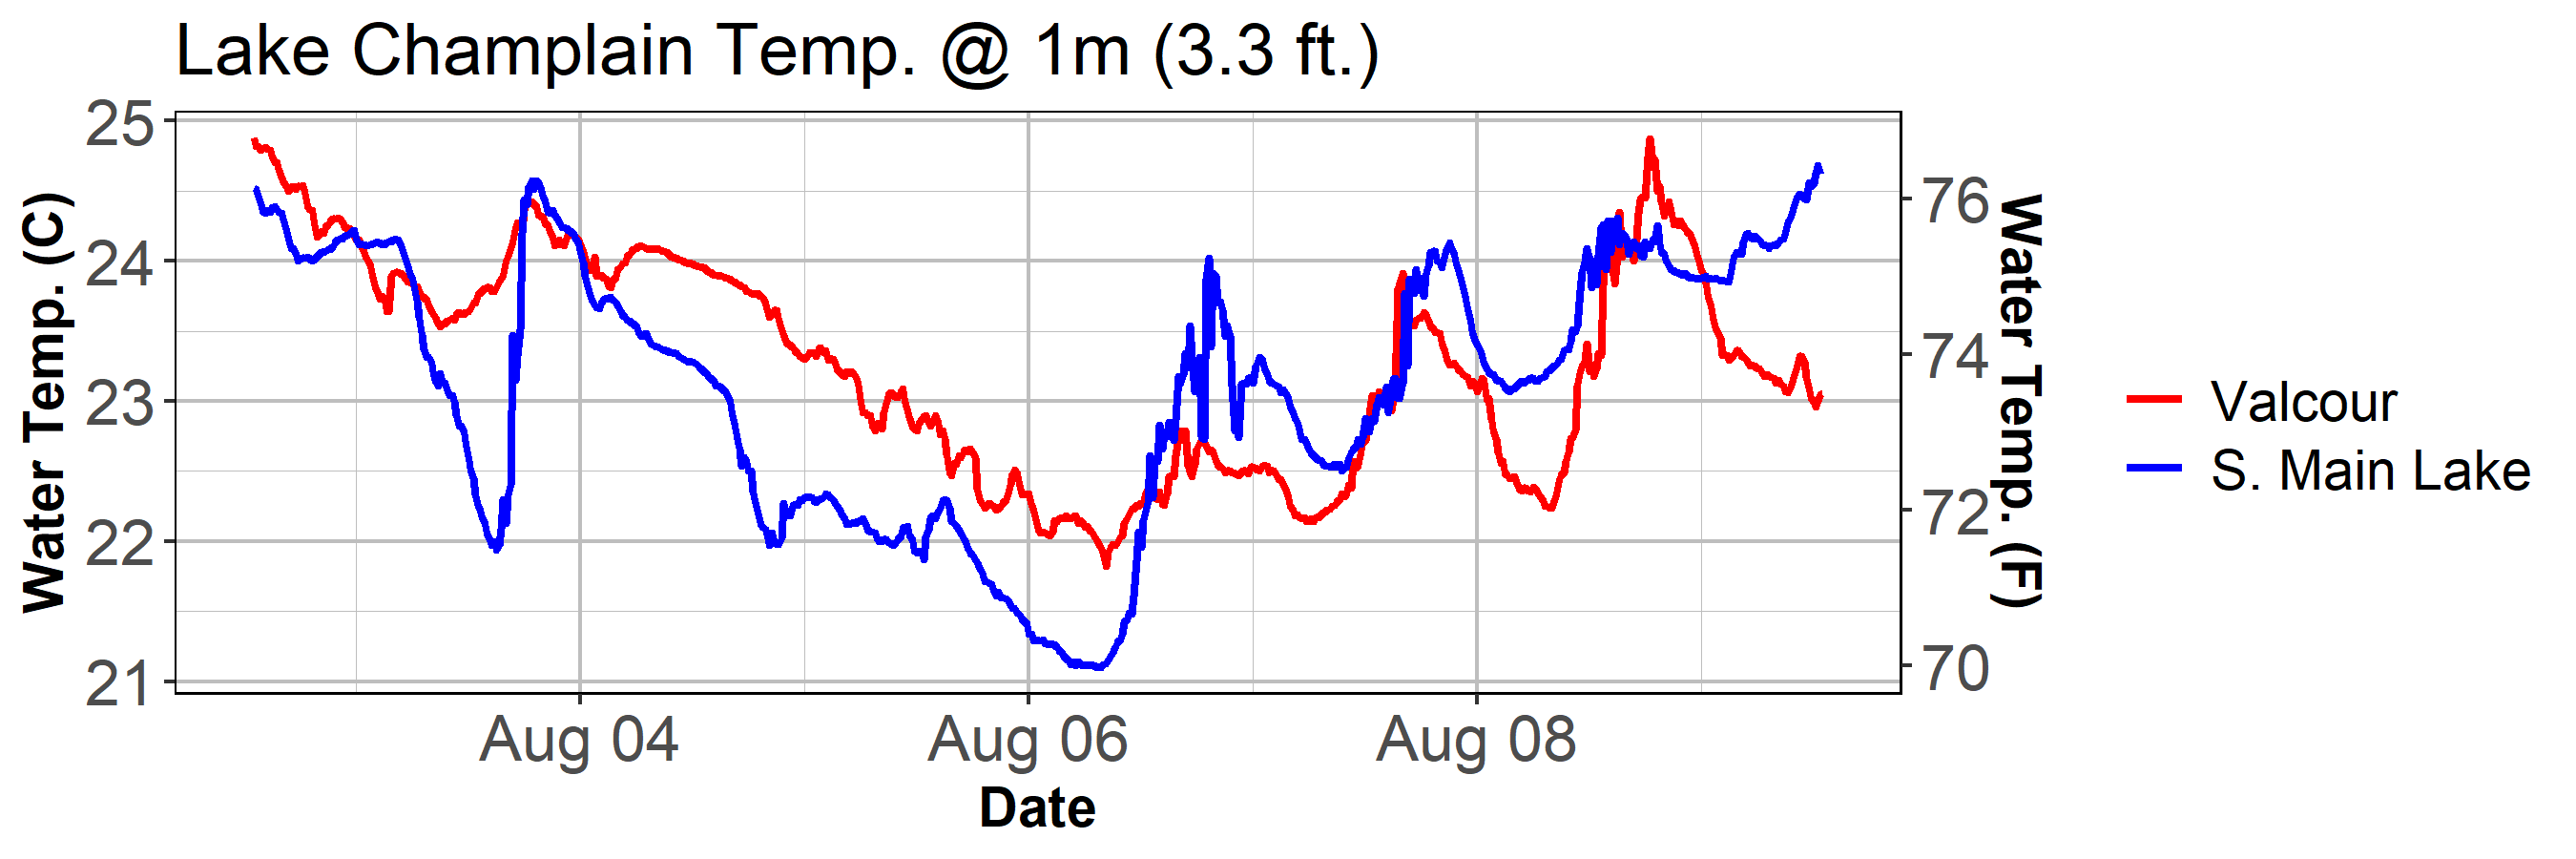 Lake Champlain Temp. @ 1m (3.3 ft.)
Water Temp. (C)
25
24
23
22
21
Aug 04
Aug 06
Aug 08
Date
76
74
72
70
Water Temp. (F)
Valcour
S. Main Lake